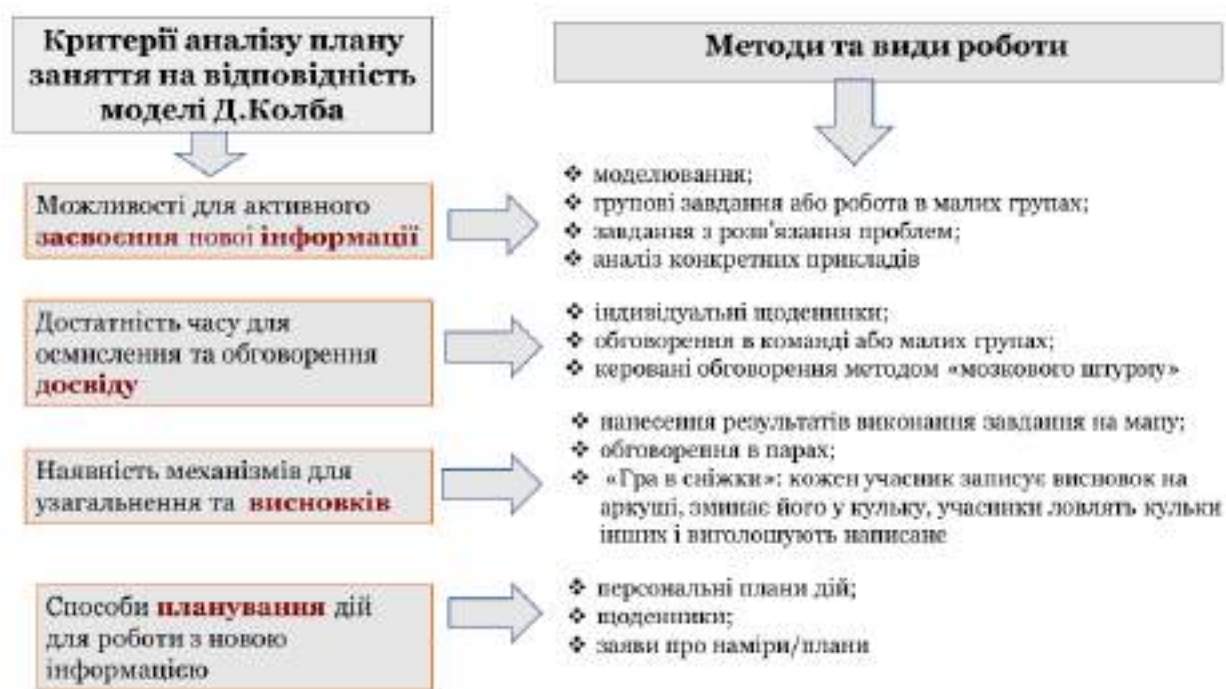 Критерії аналізу плану
заняття на відповідність
моделі Д.Колба
Методи та види роботи
Можливості для активного
засвоєння нової інформації
❖ моделювання;
❖ групові завдання або робота в малих групах;
❖ завдання з розв'язання проблем;
❖ аналіз конкретних прикладів
Достатність часу для
осмислення та обговорення
досвіду
❖ індивідуальні щоденники;
❖ обговорення в команді або малих групах;
❖ керовані обговорення методом «мозкового штурму»
Наявність механізмів для
узагальнення та висновків
❖ нанесення результатів виконання завдання на мапу;
❖ обговорення в парах;
❖ «Гра в сніжки»: кожен учасник записує висновок на
аркуші, зминає його у кульку, учасники ловлять кульки
інших і виголошують написане
Способи планування дій
для роботи з новою
інформацією
❖ персональні плани дій;
❖ щоденники;
❖ заяви про наміри/плани